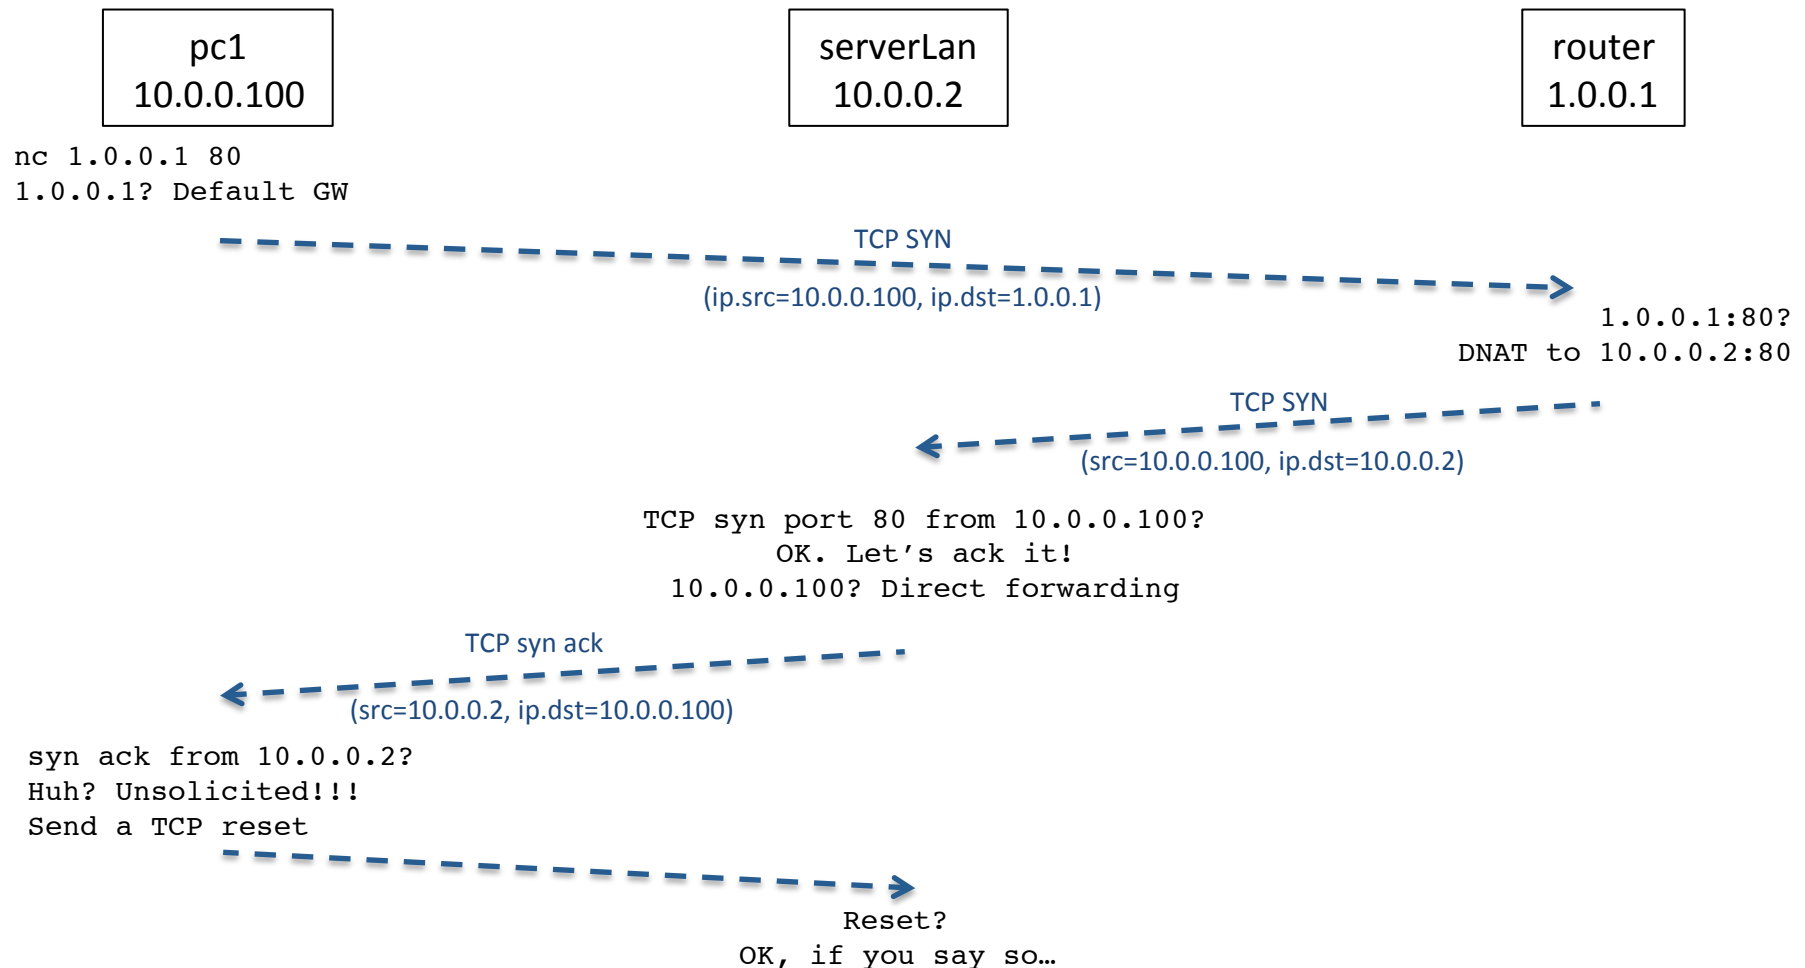 pc1
10.0.0.100
serverLan
10.0.0.2
router
1.0.0.1
nc 1.0.0.1 80
1.0.0.1? Default GW
TCP SYN
(ip.src=10.0.0.100, ip.dst=1.0.0.1)
1.0.0.1:80?
DNAT to 10.0.0.2:80
TCP SYN
(src=10.0.0.100, ip.dst=10.0.0.2)
TCP syn port 80 from 10.0.0.100?
OK. Let’s ack it!
10.0.0.100? Direct forwarding
TCP syn ack
(src=10.0.0.2, ip.dst=10.0.0.100)
syn ack from 10.0.0.2?
Huh? Unsolicited!!!
Send a TCP reset
Reset?
OK, if you say so…